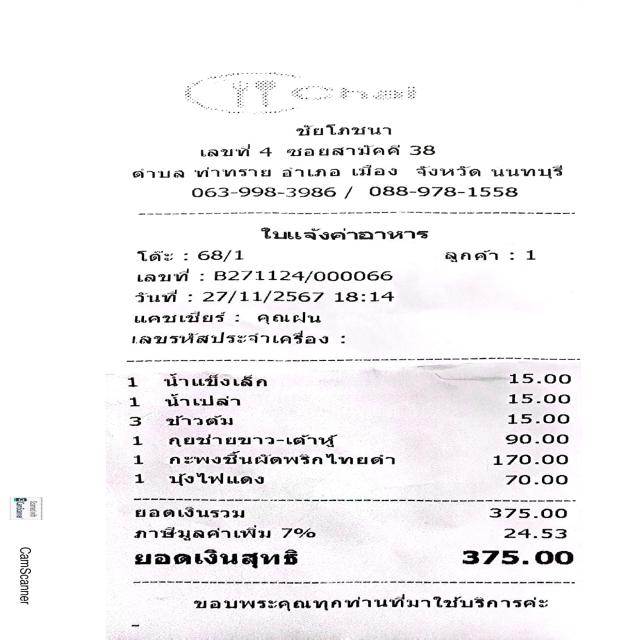 Chai
ชัยโภชนา
เลขที่ 4 ซอยสามัคคี 38
ตำบล ท่าทราย อำเภอ เมือง จังหวัด นนทบุรี
063-998-3986 / 088-978-1558
ใบแจ้งค่าอาหาร
โต๊ะ : 68/1 ลูกค้า : 1
เลขที่ : B271124/000066
วันที่ : 27/11/2567 18:14
แคชเชียร์ : คุณฝน
เลขรหัสประจำเครื่อง :
1 น้ำแข็งเล็ก 15.00
1 น้ำเปล่า 15.00
3 ข้าวต้ม 15.00
1 กุยช่ายขาว-เต้าหู้ 90.00
1 กะพงชิ้นผัดพริกไทยดำ 170.00
1 บุ้งไฟแดง 70.00
ยอดเงินรวม 375.00
ภาษีมูลค่าเพิ่ม 7% 24.53
ยอดเงินสุทธิ 375.00
ขอบพระคุณทุกท่านที่มาใช้บริการค่ะ
CamScanner